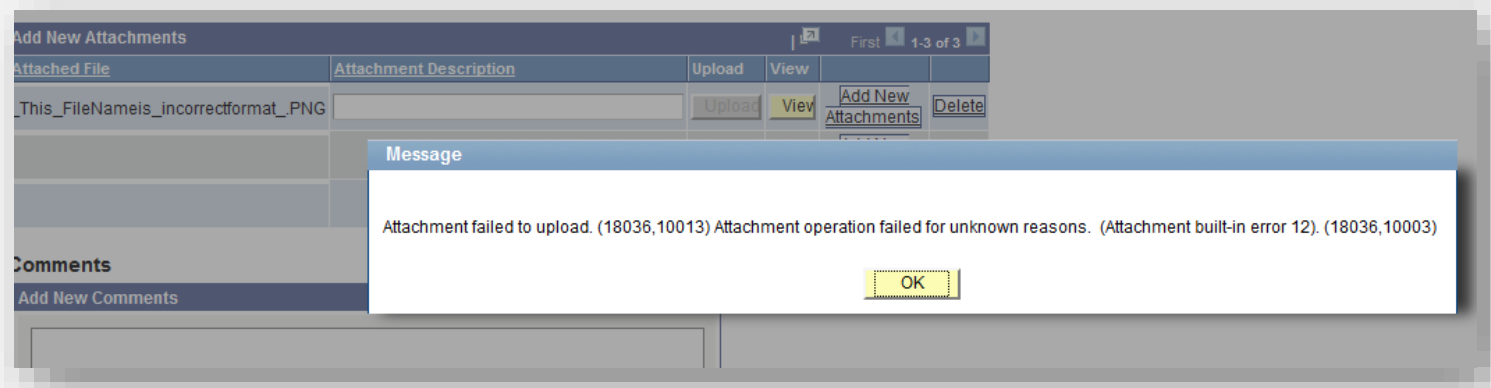 Add New Attachments First 1-3 of 3
Attached File Attachment Description Upload View
_This_FileNameis_incorrectformat_.PNG Upload View Add New Attachments Delete
Message
Attachment failed to upload. (18036,10013) Attachment operation failed for unknown reasons. (Attachment built-in error 12). (18036,10003)
OK
Comments
Add New Comments